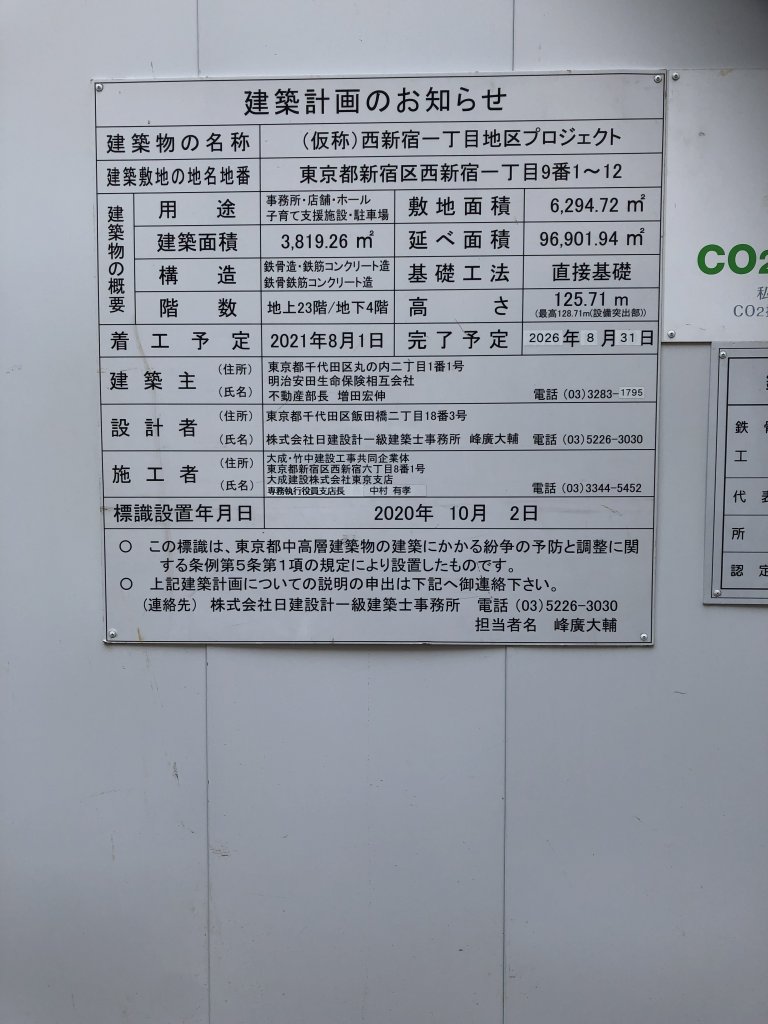 建築計画のお知らせ
建築物の名称 (仮称)西新宿一丁目地区プロジェクト
建築敷地の地名地番 東京都新宿区西新宿一丁目9番1～12
建築物の概要
用途 事務所・店舗・ホール
子育て支援施設・駐車場
敷地面積 6,294.72 ㎡
建築面積 3,819.26 ㎡ 延べ面積 96,901.94 ㎡
構造 鉄骨造・鉄筋コンクリート造
鉄骨鉄筋コンクリート造
基礎工法 直接基礎
階数 地上23階/地下4階 高さ 125.71 m
(最高128.71m(設備突出部))
着工予定 2021年8月1日 完了予定 2026年8月31日
建築主 (住所) 東京都千代田区丸の内二丁目1番1号
明治安田生命保険相互会社
(氏名) 不動産部長 増田宏伸 電話 (03)3283-1795
設計者 (住所) 東京都千代田区飯田橋二丁目18番3号
(氏名) 株式会社日建設計一級建築士事務所 峰廣大輔 電話 (03)5226-3030
施工者 (住所) 大成・竹中建設工事共同企業体
東京都新宿区西新宿六丁目8番1号
(氏名) 大成建設株式会社東京支店
専務執行役員支店長 中村 有孝 電話 (03)3344-5452
標識設置年月日 2020年 10月 2日
○ この標識は、東京都中高層建築物の建築にかかる紛争の予防と調整に関
する条例第5条第1項の規定により設置したものです。
○ 上記建築計画についての説明の申出は下記へ御連絡下さい。
(連絡先) 株式会社日建設計一級建築士事務所 電話 (03)5226-3030
担当者名 峰廣大輔
CO2
私
CO2
鉄骨
工
代表
所
認定